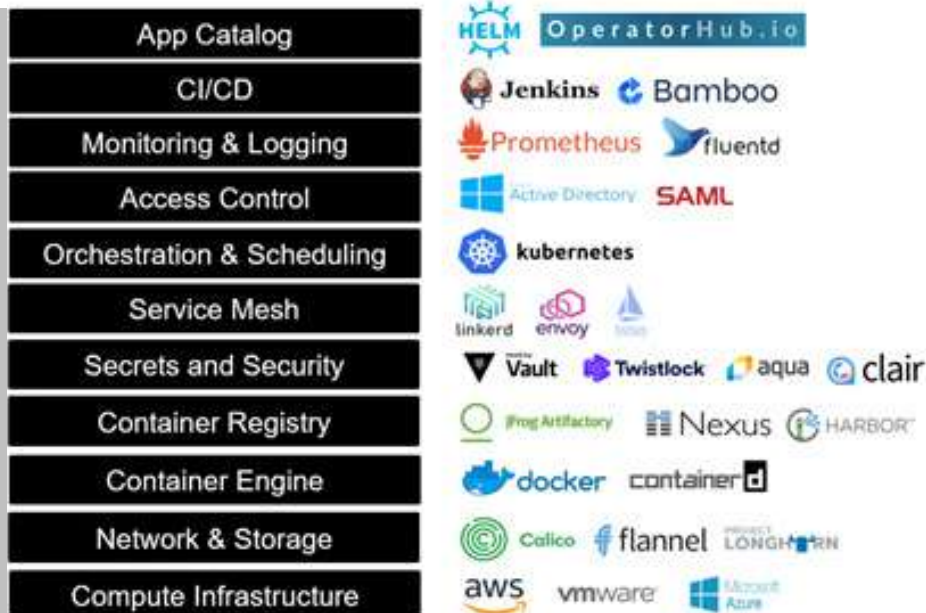 App Catalog HELM OperatorHub.io
CI/CD Jenkins Bamboo
Monitoring & Logging Prometheus fluentd
Access Control Active Directory SAML
Orchestration & Scheduling kubernetes
Service Mesh linkerd envoy
Secrets and Security Vault Twistlock aqua clair
Container Registry JFrog Artifactory Nexus HARBOR
Container Engine docker containerd
Network & Storage Calico flannel PROJECT LONGHORN
Compute Infrastructure aws vmware Microsoft Azure